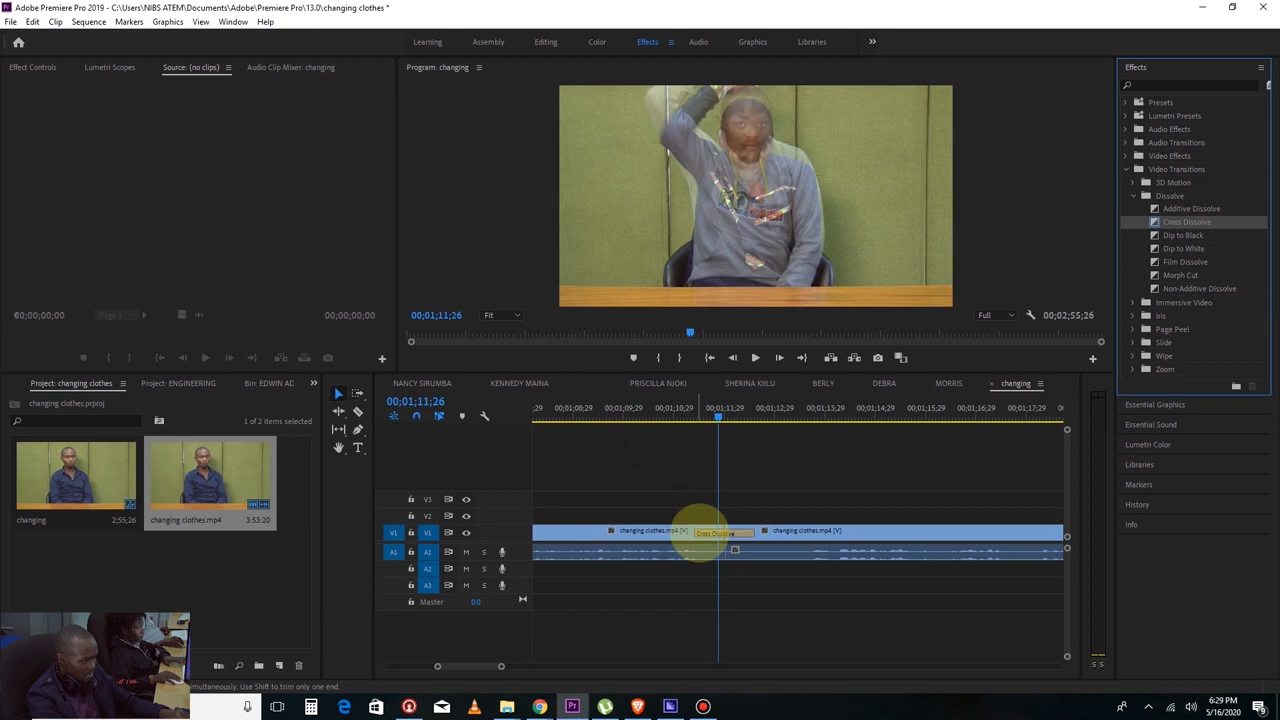 Adobe Premiere Pro 2019 - C:\Users\NIBS ATEM\Documents\Adobe\Premiere Pro\13.0\changing clothes.prproj *
File Edit Clip Sequence Markers Graphics View Window Help
Learning Assembly Editing Color Effects Audio Graphics Libraries
Effect Controls Lumetri Scopes Source: (no clips) Audio Clip Mixer: changing
Program: changing
Effects
Presets
Lumetri Presets
Audio Effects
Audio Transitions
Video Effects
Video Transitions
3D Motion
Dissolve
Additive Dissolve
Cross Dissolve
Dip to Black
Dip to White
Film Dissolve
Morph Cut
Non-Additive Dissolve
Immersive Video
Iris
Page Peel
Slide
Wipe
Zoom
00;00;00;00 Page 1 00;00;00;00
00;01;11;26 Fit Full 00;02;55;26
Project: changing clothes Project: ENGINEERING Bin: EDWIN AD
changing clothes.prproj
1 of 2 items selected
changing 2;55;26
changing clothes.mp4 3:53:20
NANCY SIRUMBA KENNEDY MAINA PRISCILLA NJOKI SHERINA KIILU BERLY DEBRA MORRIS changing
00;01;11;26
;29 00;01;08;29 00;01;09;29 00;01;10;29 00;01;11;29 00;01;12;29 00;01;13;29 00;01;14;29 00;01;15;29 00;01;16;29 00;01;17;29
V3
V2
V1 V1 changing clothes.mp4 [V] Cross Dissolve changing clothes.mp4 [V]
A1 A1 M S
A2 M S
A3 M S
Master 0.0
S S
Essential Graphics
Essential Sound
Lumetri Color
Libraries
Markers
History
Info
simultaneously. Use Shift to trim only one end.
6:29 PM
5/16/2020